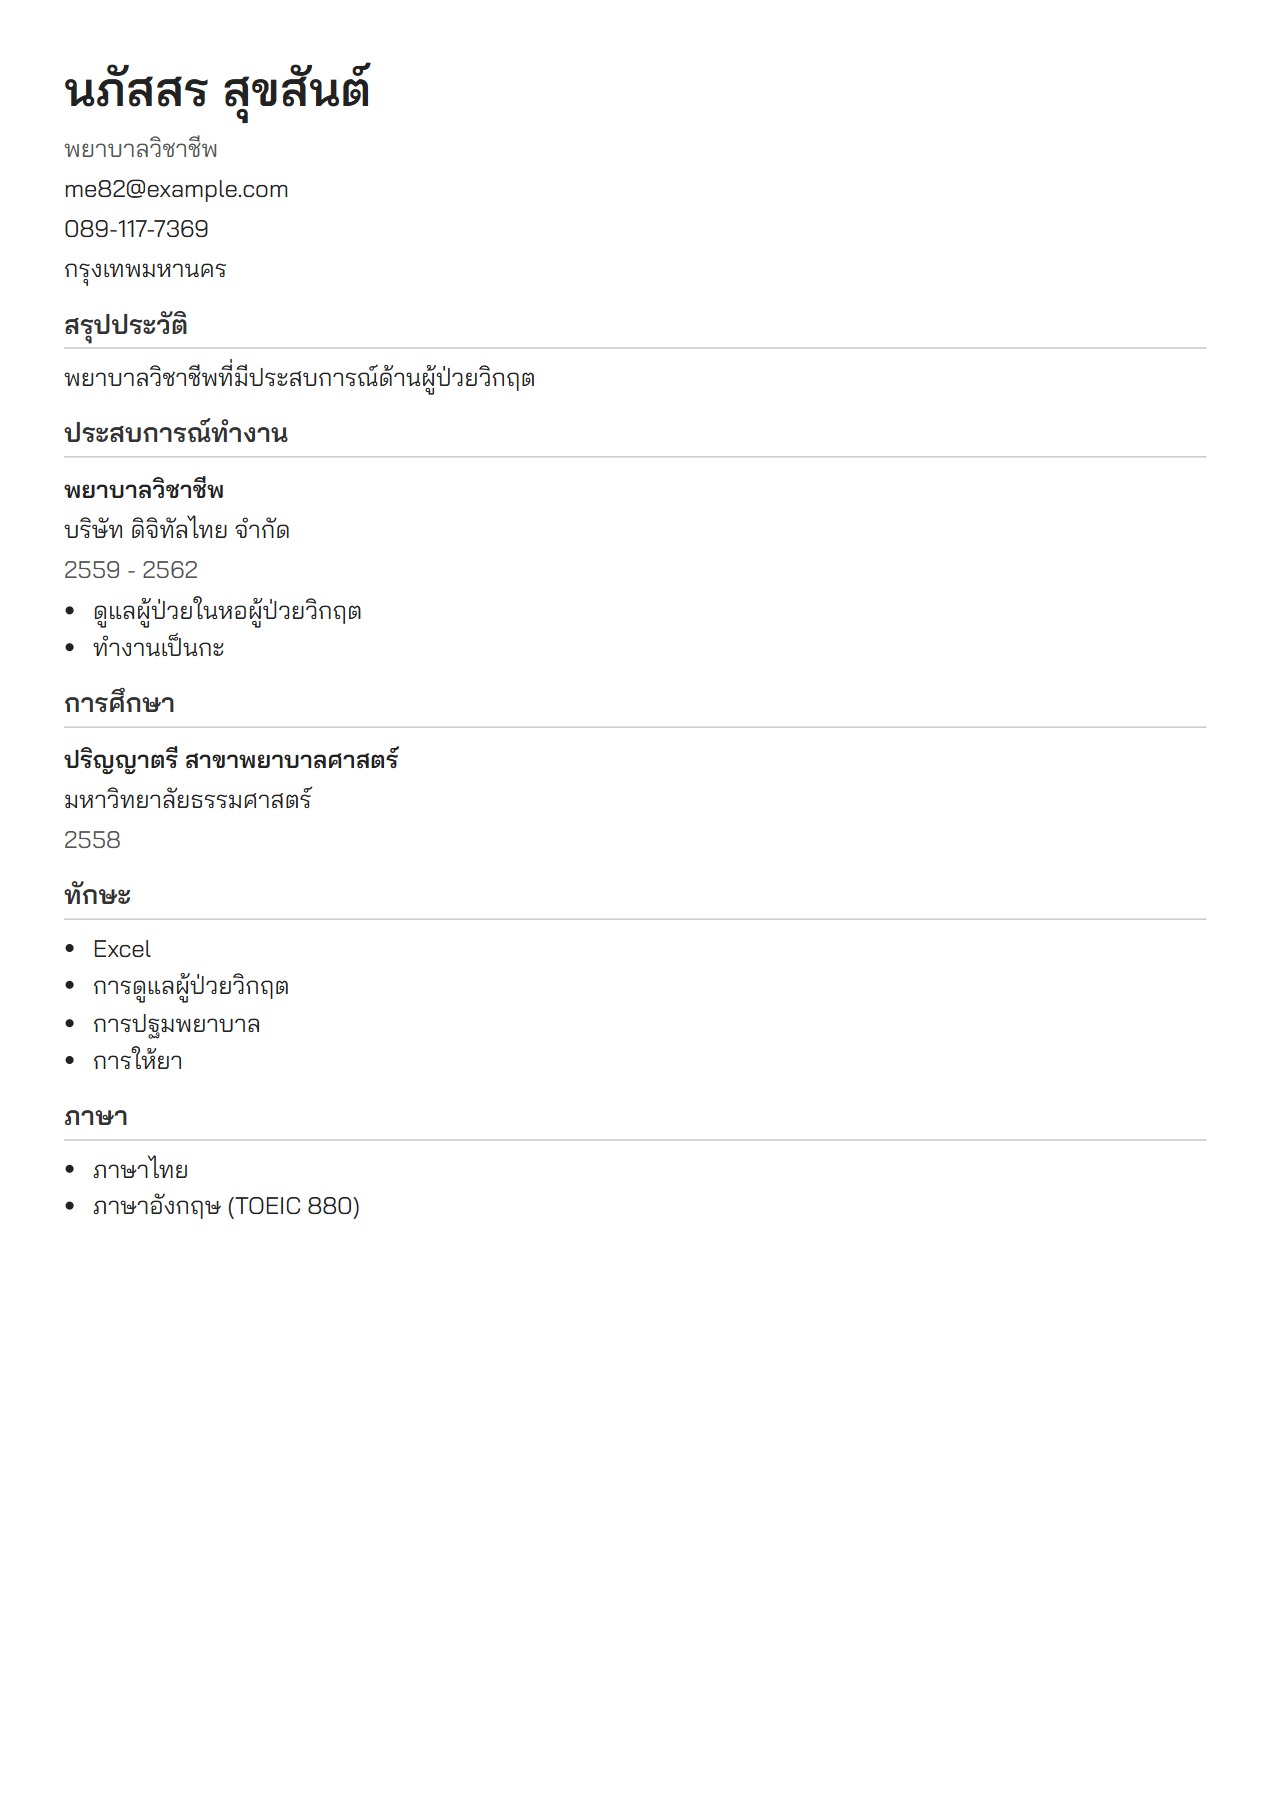 นภัสสร สุขสันต์
พยาบาลวิชาชีพ
me82@example.com
089-117-7369
กรุงเทพมหานคร
สรุปประวัติ
พยาบาลวิชาชีพที่มีประสบการณ์ด้านผู้ป่วยวิกฤต
ประสบการณ์ทำงาน
พยาบาลวิชาชีพ
บริษัท ดิจิทัลไทย จำกัด
2559 - 2562
• ดูแลผู้ป่วยในหอผู้ป่วยวิกฤต
• ทำงานเป็นกะ
การศึกษา
ปริญญาตรี สาขาพยาบาลศาสตร์
มหาวิทยาลัยธรรมศาสตร์
2558
ทักษะ
• Excel
• การดูแลผู้ป่วยวิกฤต
• การปฐมพยาบาล
• การให้ยา
ภาษา
• ภาษาไทย
• ภาษาอังกฤษ (TOEIC 880)